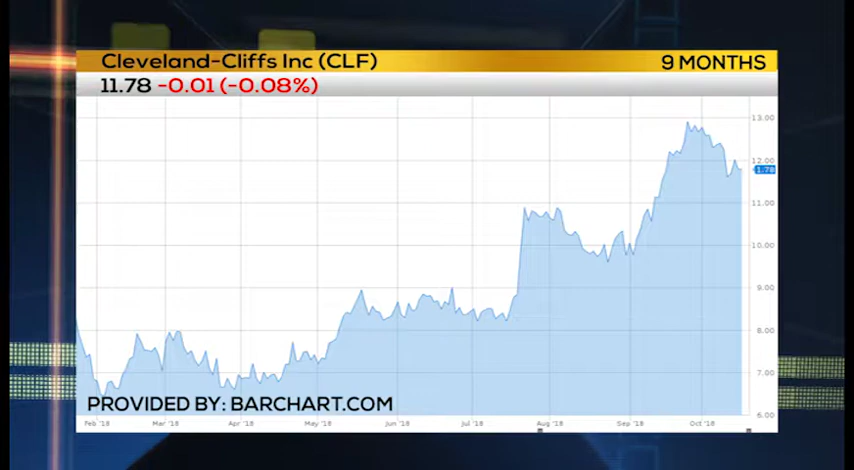 Cleveland-Cliffs Inc (CLF) 9 MONTHS
11.78 -0.01 (-0.08%)
13.00
12.00
1.78
11.00
10.00
9.00
8.00
7.00
PROVIDED BY: BARCHART.COM
6.00
Feb '18 Mar '18 Apr '18 May '18 Jun '18 Jul '18 Aug '18 Sep '18 Oct '18